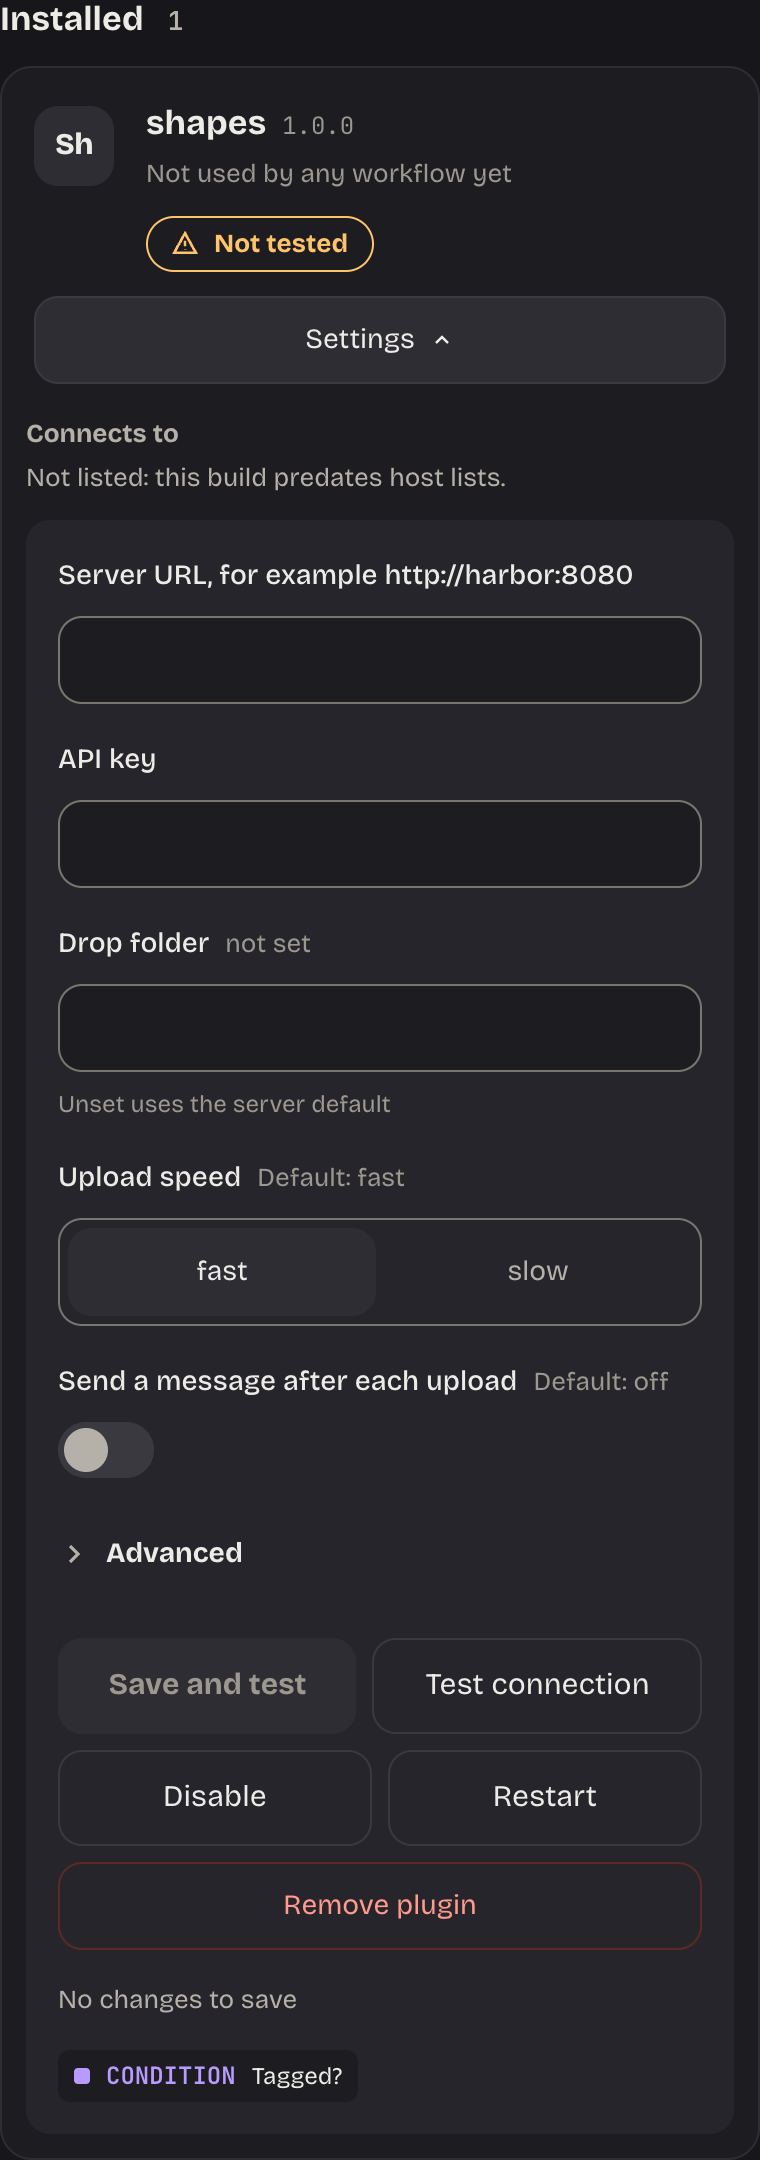 Installed 1
Sh
shapes 1.0.0
Not used by any workflow yet
Not tested
Settings
Connects to
Not listed: this build predates host lists.
Server URL, for example http://harbor:8080
API key
Drop folder not set
Unset uses the server default
Upload speed Default: fast
fast slow
Send a message after each upload Default: off
Advanced
Save and test Test connection
Disable Restart
Remove plugin
No changes to save
CONDITION Tagged?